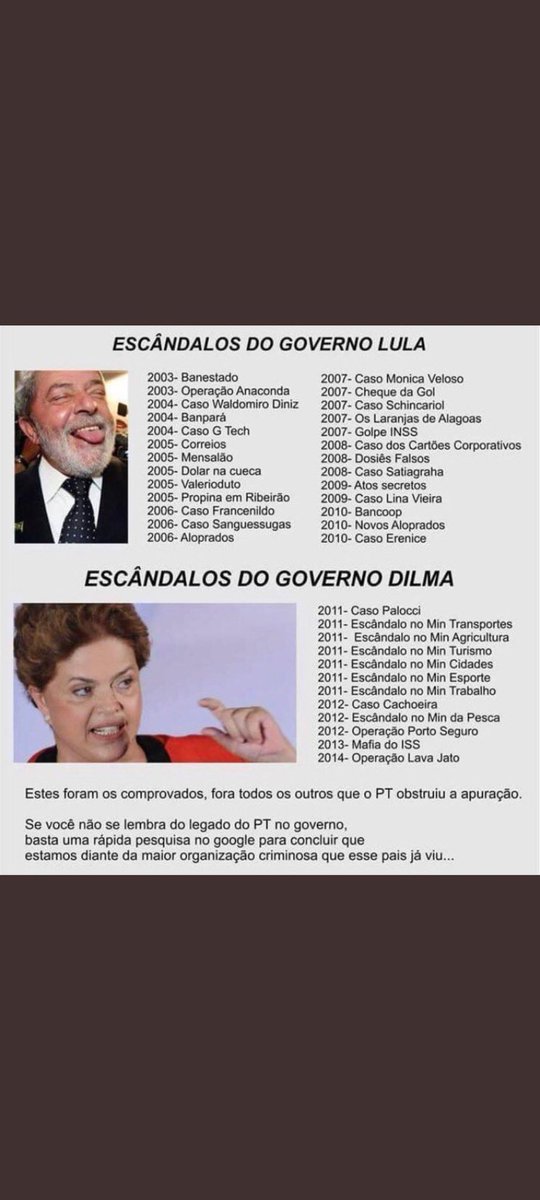 ESCÂNDALOS DO GOVERNO LULA
2003- Banestado
2003- Operação Anaconda
2004- Caso Waldomiro Diniz
2004- Banpará
2004- Caso G Tech
2005- Correios
2005- Mensalão
2005- Dolar na cueca
2005- Valerioduto
2005- Propina em Ribeirão
2006- Caso Francenildo
2006- Caso Sanguessugas
2006- Aloprados
2007- Caso Monica Veloso
2007- Cheque da Gol
2007- Caso Schincariol
2007- Os Laranjas de Alagoas
2007- Golpe INSS
2008- Caso dos Cartões Corporativos
2008- Dosiês Falsos
2008- Caso Satiagraha
2009- Atos secretos
2009- Caso Lina Vieira
2010- Bancoop
2010- Novos Aloprados
2010- Caso Erenice
ESCÂNDALOS DO GOVERNO DILMA
2011- Caso Palocci
2011- Escândalo no Min Transportes
2011- Escândalo no Min Agricultura
2011- Escândalo no Min Turismo
2011- Escândalo no Min Cidades
2011- Escândalo no Min Esporte
2011- Escândalo no Min Trabalho
2012- Caso Cachoeira
2012- Escândalo no Min da Pesca
2012- Operação Porto Seguro
2013- Mafia do ISS
2014- Operação Lava Jato
Estes foram os comprovados, fora todos os outros que o PT obstruiu a apuração.
Se você não se lembra do legado do PT no governo,
basta uma rápida pesquisa no google para concluir que
estamos diante da maior organização criminosa que esse pais já viu...